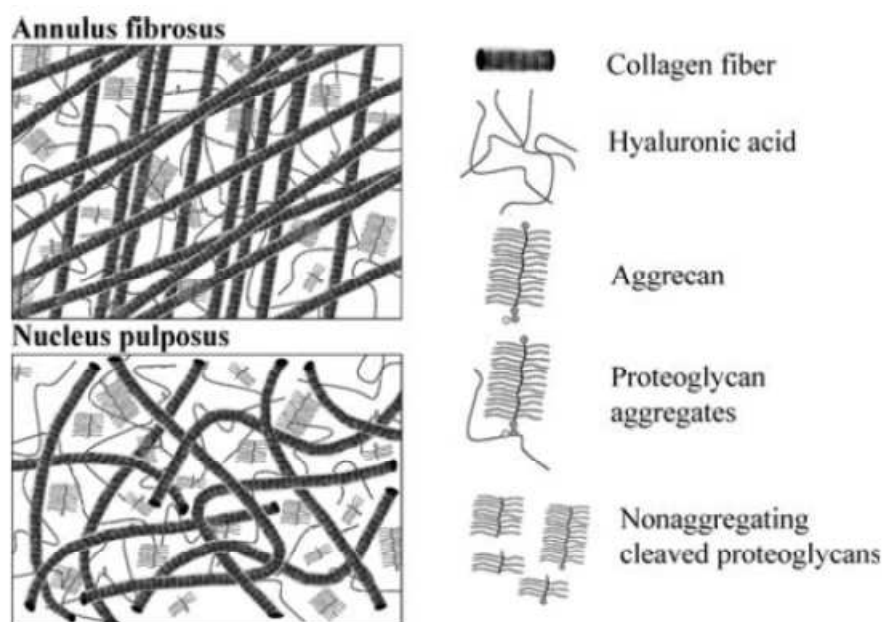 Annulus fibrosus
Nucleus pulposus
Collagen fiber
Hyaluronic acid
Aggrecan
Proteoglycan
aggregates
Nonaggregating
cleaved proteoglycans